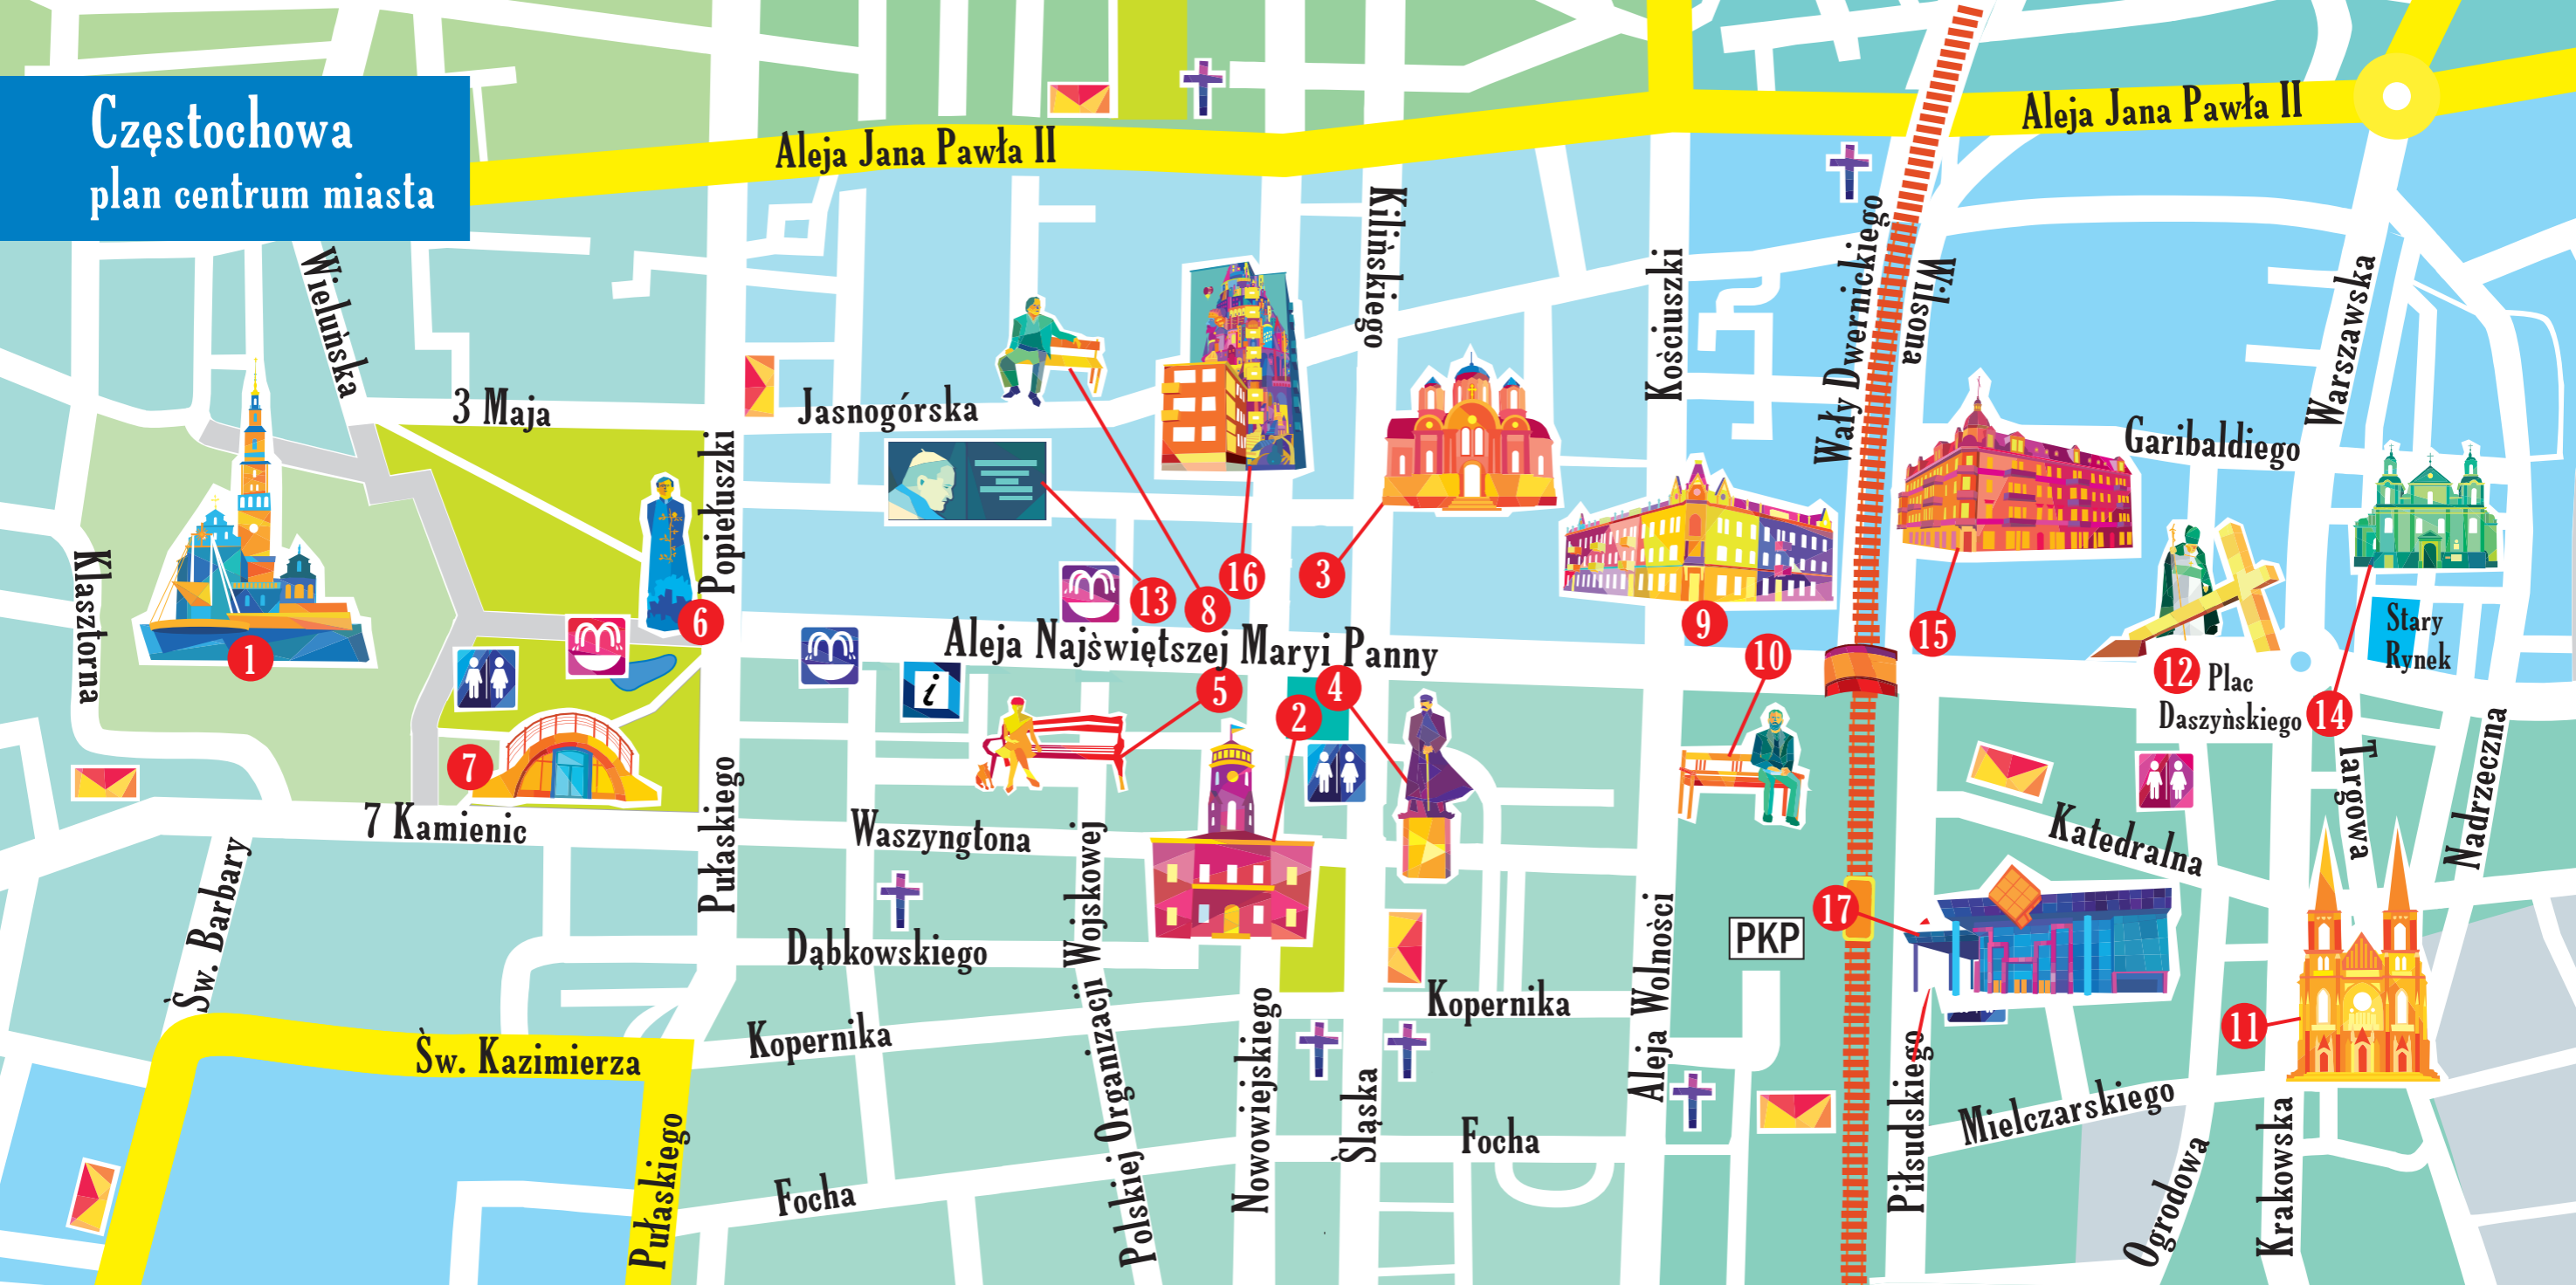 Częstochowa
plan centrum miasta
Aleja Jana Pawła II
Aleja Jana Pawła II
Wieluńska
Kilińskiego
Kościuszki
Wały Dwernickiego
Wilsona
Warszawska
3 Maja
Jasnogórska
Garibaldiego
Popiełuszki
Klasztorna
1
6
13
8
16
3
9
10
15
12
Plac
Daszyńskiego
14
Stary
Rynek
Aleja Najświętszej Maryi Panny
i
5
2
4
7
7 Kamienic
Pułaskiego
Waszyngtona
Św. Barbary
Dąbkowskiego
Polskiej Organizacji Wojskowej
Katedralna
Targowa
Nadrzeczna
PKP
17
11
Kopernika
Kopernika
Św. Kazimierza
Pułaskiego
Nowowiejskiego
Śląska
Aleja Wolności
Piłsudskiego
Mielczarskiego
Focha
Focha
Ogrodowa
Krakowska